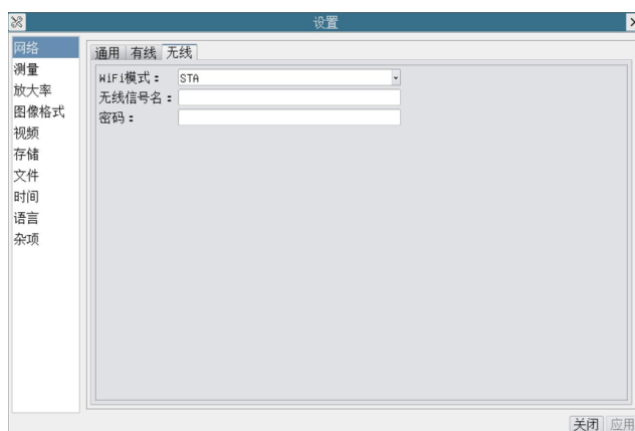 设置
网络
测量
放大率
图像格式
视频
存储
文件
时间
语言
杂项
通用 有线 无线
WiFi模式： STA
无线信号名：
密码：
关闭 应用